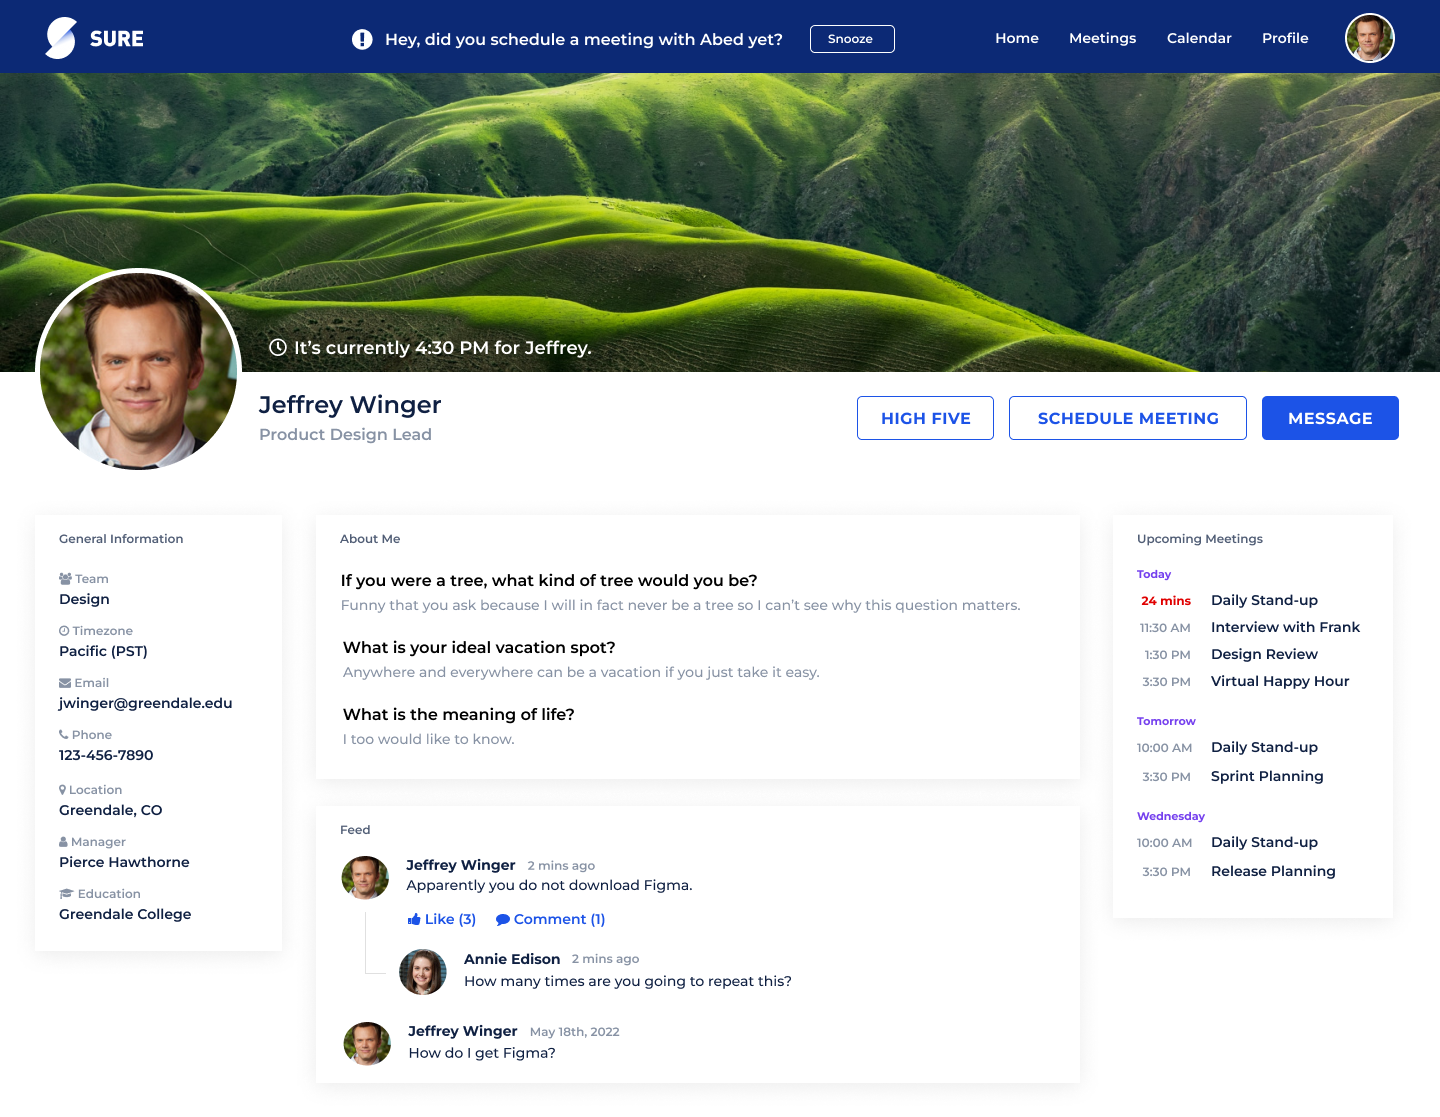 SURE
Hey, did you schedule a meeting with Abed yet?
Snooze
Home
Meetings
Calendar
Profile
It's currently 4:30 PM for Jeffrey.
Jeffrey Winger
Product Design Lead
HIGH FIVE
SCHEDULE MEETING
MESSAGE
General Information
Team
Design
Timezone
Pacific (PST)
Email
jwinger@greendale.edu
Phone
123-456-7890
Location
Greendale, CO
Manager
Pierce Hawthorne
Education
Greendale College
About Me
If you were a tree, what kind of tree would you be?
Funny that you ask because I will in fact never be a tree so I can't see why this question matters.
What is your ideal vacation spot?
Anywhere and everywhere can be a vacation if you just take it easy.
What is the meaning of life?
I too would like to know.
Feed
Jeffrey Winger 2 mins ago
Apparently you do not download Figma.
Like (3) Comment (1)
Annie Edison 2 mins ago
How many times are you going to repeat this?
Jeffrey Winger May 18th, 2022
How do I get Figma?
Upcoming Meetings
Today
24 mins Daily Stand-up
11:30 AM Interview with Frank
1:30 PM Design Review
3:30 PM Virtual Happy Hour
Tomorrow
10:00 AM Daily Stand-up
3:30 PM Sprint Planning
Wednesday
10:00 AM Daily Stand-up
3:30 PM Release Planning